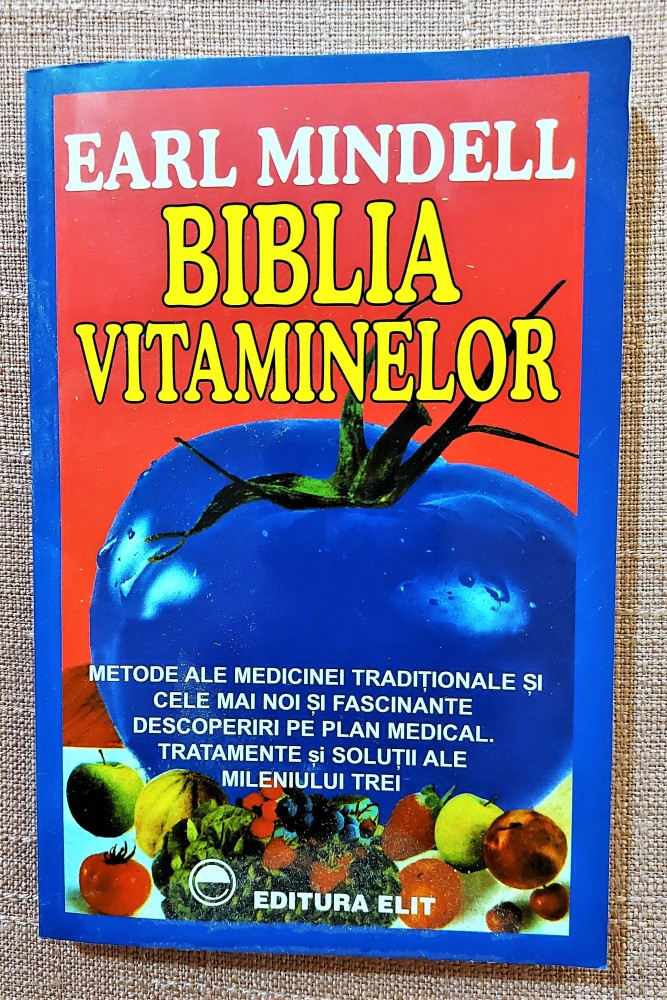 EARL MINDELL
BIBLIA
VITAMINELOR
METODE ALE MEDICINEI TRADIȚIONALE ȘI
CELE MAI NOI ȘI FASCINANTE
DESCOPERIRI PE PLAN MEDICAL.
TRATAMENTE și SOLUȚII ALE
MILENIULUI TREI
EDITURA ELIT